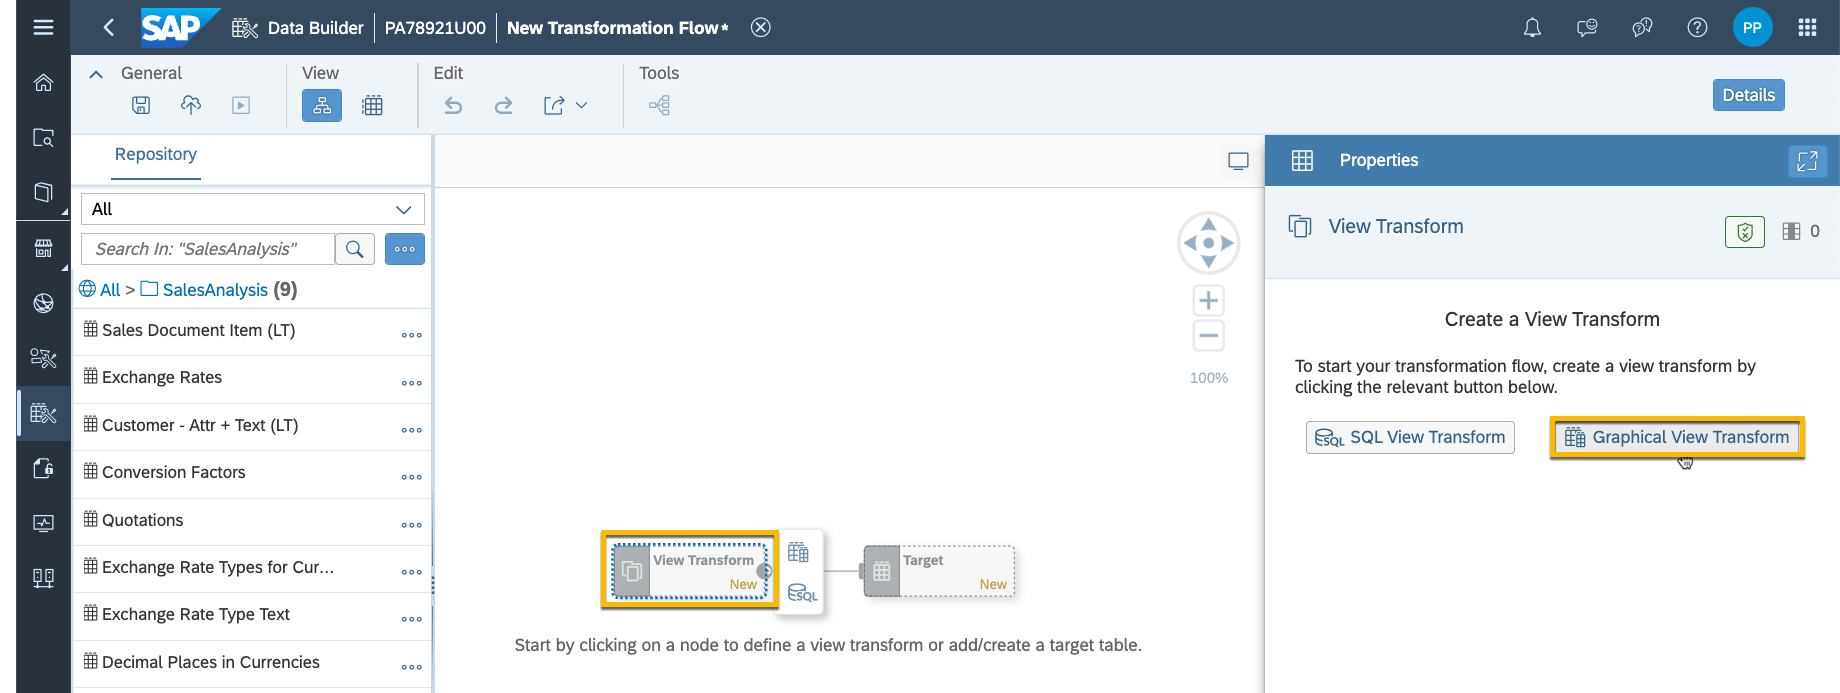 SAP Data Builder PA78921U00 New Transformation Flow* PP
General View Edit Tools
Details
Repository
All
Search In: "SalesAnalysis"
All > SalesAnalysis (9)
Sales Document Item (LT)
Exchange Rates
Customer - Attr + Text (LT)
Conversion Factors
Quotations
Exchange Rate Types for Cur...
Exchange Rate Type Text
Decimal Places in Currencies
100%
View Transform
New
SQL
Target
New
Start by clicking on a node to define a view transform or add/create a target table.
Properties
View Transform
0
Create a View Transform
To start your transformation flow, create a view transform by
clicking the relevant button below.
SQL SQL View Transform
Graphical View Transform